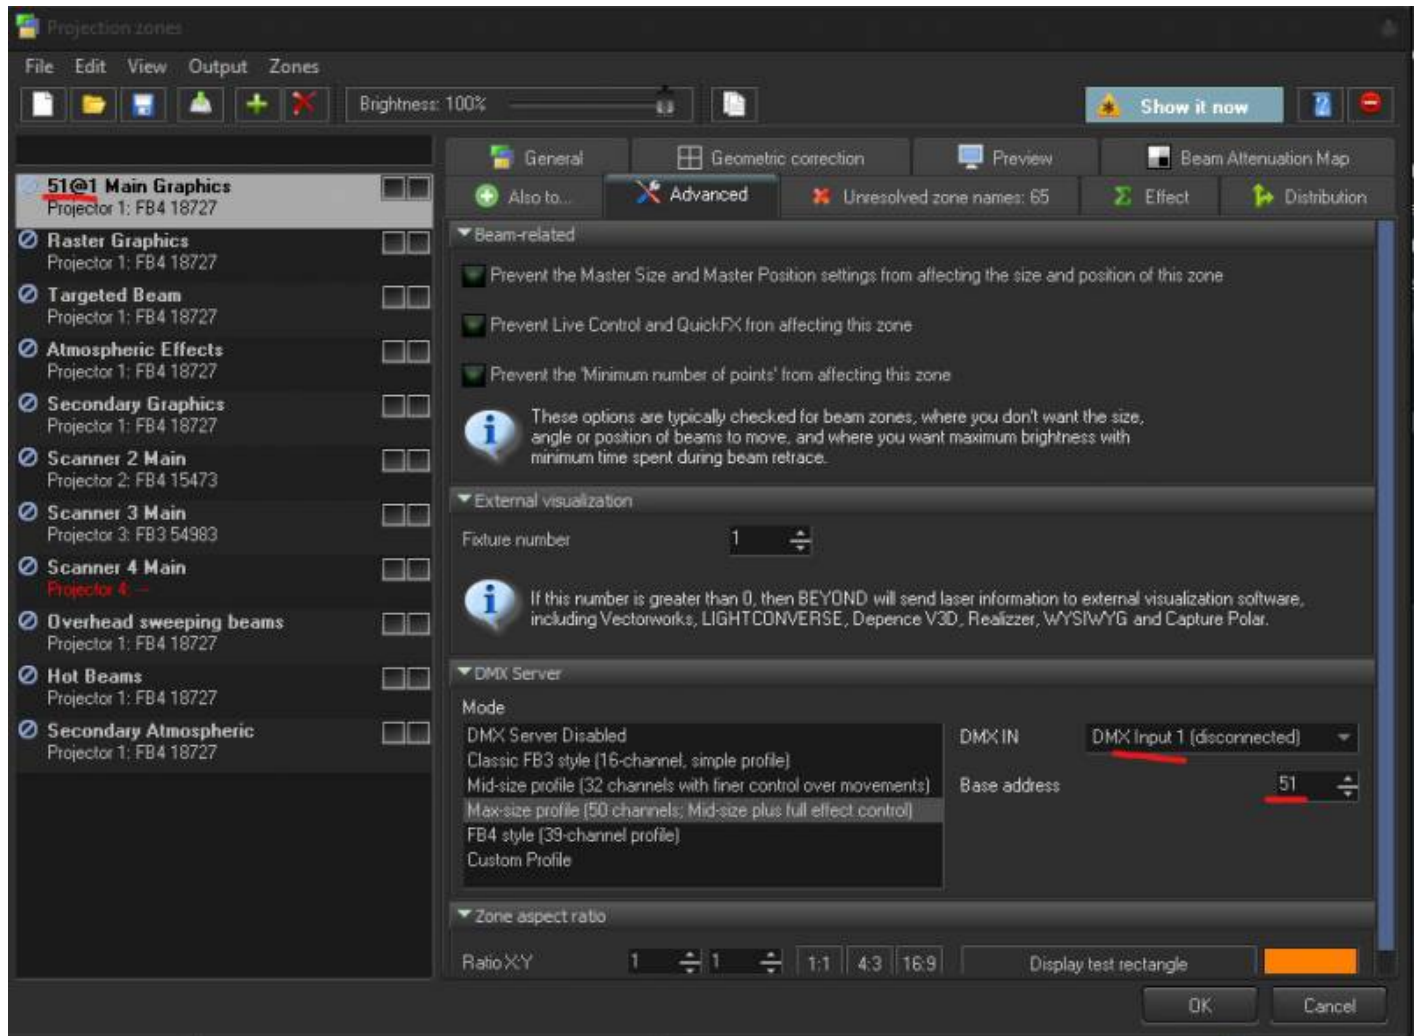 Projection zones
File Edit View Output Zones
Brightness: 100%
Show it now
General Geometric correction Preview Beam Attenuation Map
Also to... Advanced Unresolved zone names: 65 Effect Distribution
51@1 Main Graphics
Projector 1: FB4 18727
Raster Graphics
Projector 1: FB4 18727
Targeted Beam
Projector 1: FB4 18727
Atmospheric Effects
Projector 1: FB4 18727
Secondary Graphics
Projector 1: FB4 18727
Scanner 2 Main
Projector 2: FB4 15473
Scanner 3 Main
Projector 3: FB3 54983
Scanner 4 Main
Projector 4: --
Overhead sweeping beams
Projector 1: FB4 18727
Hot Beams
Projector 1: FB4 18727
Secondary Atmospheric
Projector 1: FB4 18727
Beam-related
Prevent the Master Size and Master Position settings from affecting the size and position of this zone
Prevent Live Control and QuickFX fron affecting this zone
Prevent the 'Minimum number of points' from affecting this zone
These options are typically checked for beam zones, where you don't want the size,
angle or position of beams to move, and where you want maximum brightness with
minimum time spent during beam retrace.
External visualization
Fixture number 1
If this number is greater than 0, then BEYOND will send laser information to external visualization software,
including Vectorworks, LIGHTCONVERSE, Depence V3D, Realizzer, WYSIWYG and Capture Polar.
DMX Server
Mode
DMX Server Disabled
Classic FB3 style (16-channel, simple profile)
Mid-size profile (32 channels with finer control over movements)
Max-size profile (50 channels; Mid-size plus full effect control)
FB4 style (39-channel profile)
Custom Profile
DMX IN DMX Input 1 (disconnected)
Base address 51
Zone aspect ratio
Ratio X:Y 1 1 1:1 4:3 16:9 Display test rectangle
OK Cancel